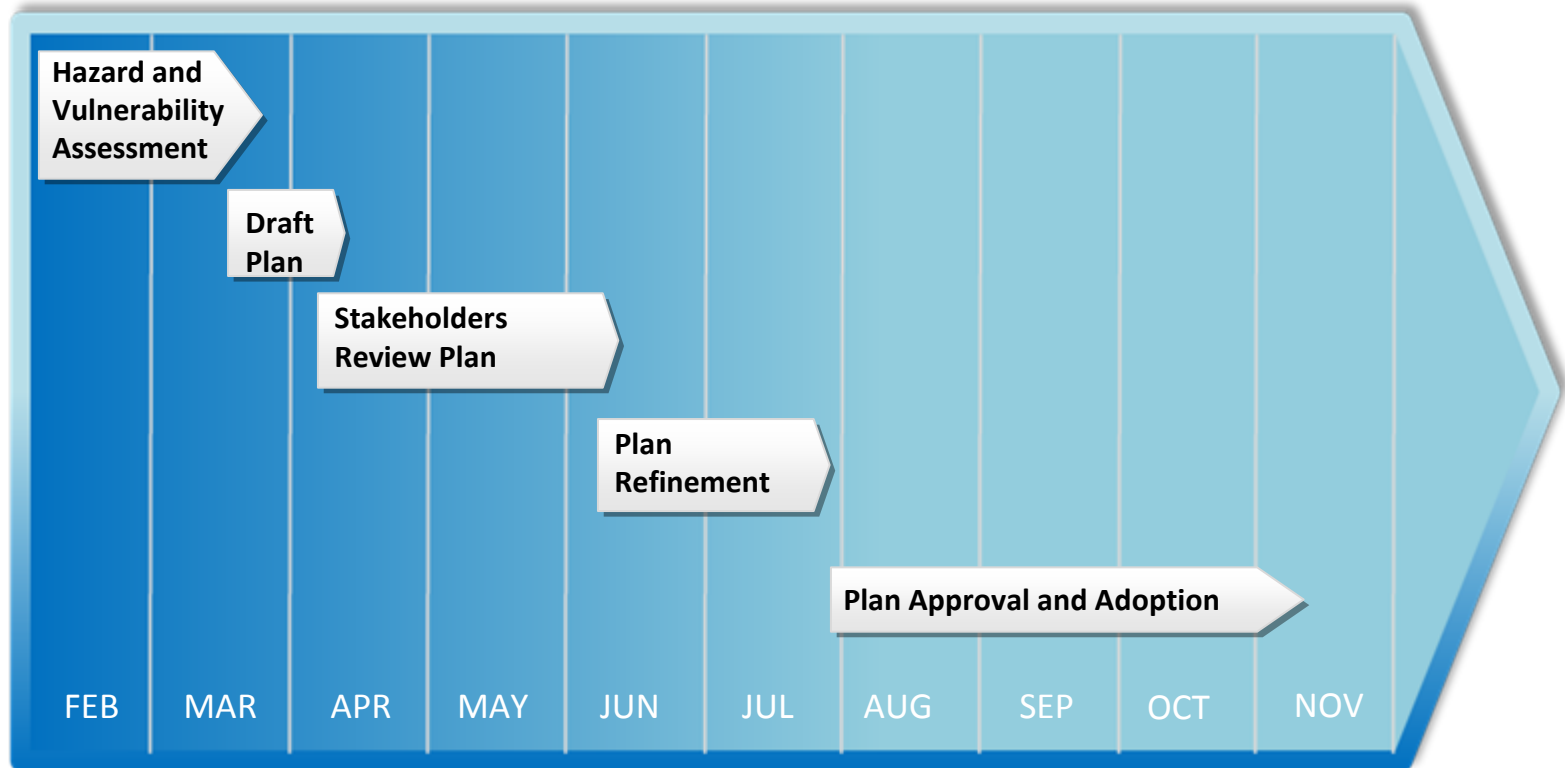 Hazard and
Vulnerability
Assessment
Draft
Plan
Stakeholders
Review Plan
Plan
Refinement
Plan Approval and Adoption
FEB MAR APR MAY JUN JUL AUG SEP OCT NOV